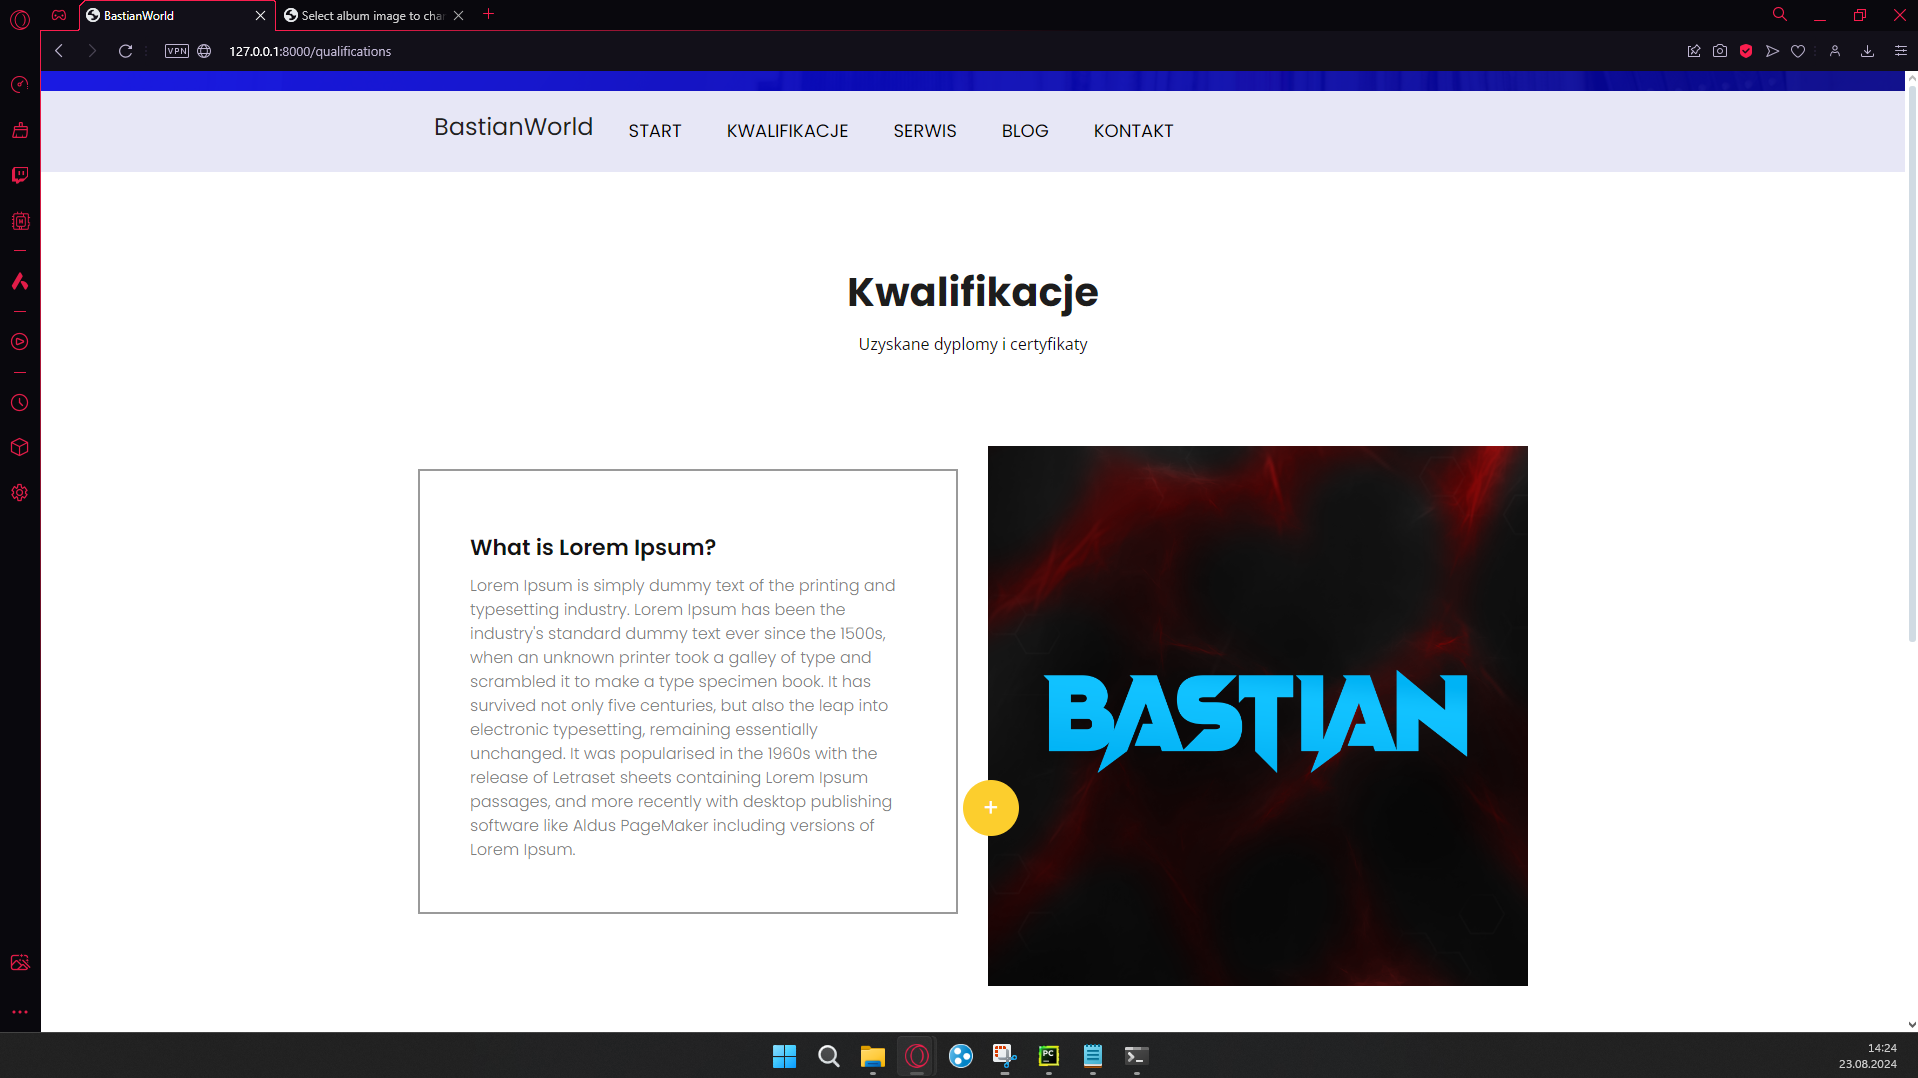 BastianWorld
Select album image to cha
VPN
127.0.0.1:8000/qualifications
BastianWorld
START
KWALIFIKACJE
SERWIS
BLOG
KONTAKT
Kwalifikacje
Uzyskane dyplomy i certyfikaty
What is Lorem Ipsum?
Lorem Ipsum is simply dummy text of the printing and
typesetting industry. Lorem Ipsum has been the
industry's standard dummy text ever since the 1500s,
when an unknown printer took a galley of type and
scrambled it to make a type specimen book. It has
survived not only five centuries, but also the leap into
electronic typesetting, remaining essentially
unchanged. It was popularised in the 1960s with the
release of Letraset sheets containing Lorem Ipsum
passages, and more recently with desktop publishing
software like Aldus PageMaker including versions of
Lorem Ipsum.
+
BASTIAN
PC
14:24
23.08.2024